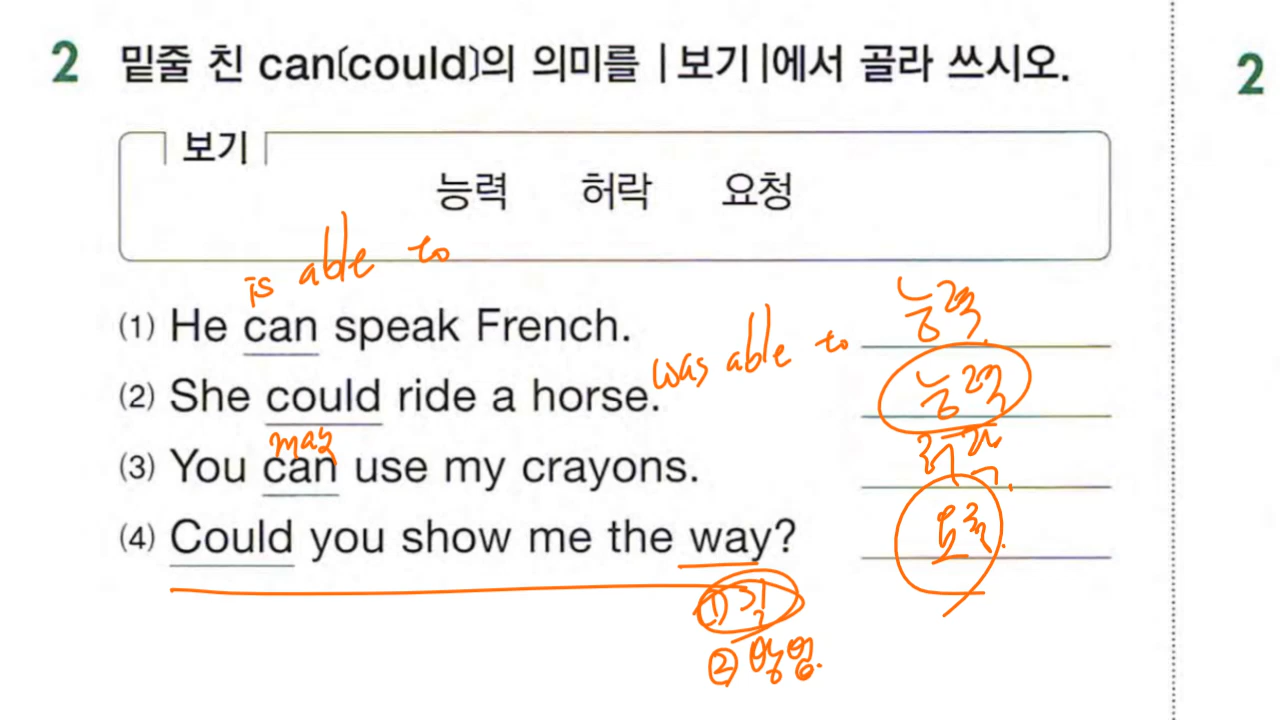 2 밑줄 친 can(could)의 의미를 |보기|에서 골라 쓰시오.
2
보기
능력 허락 요청
is able to
(1) He can speak French.
능력.
was able to
(2) She could ride a horse.
능력
may
(3) You can use my crayons.
허락.
(4) Could you show me the way?
① 길
② 방법.